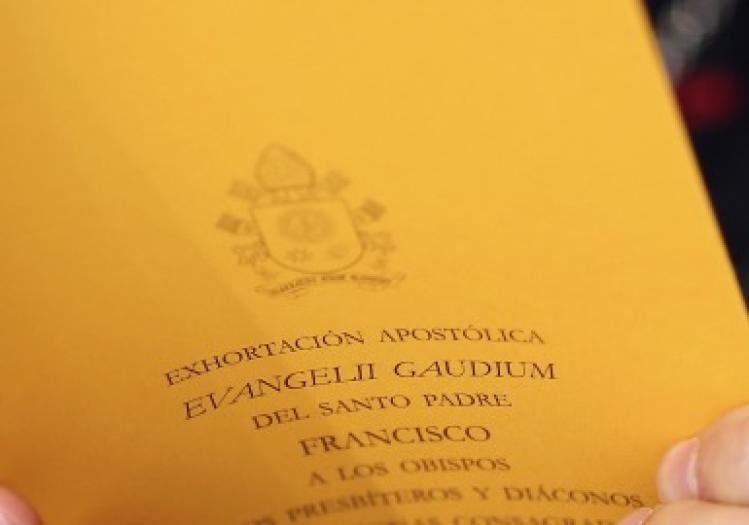 EXHORTACIÓN APOSTÓLICA
EVANGELII GAUDIUM
DEL SANTO PADRE
FRANCISCO
A LOS OBISPOS
PRESBÍTEROS Y DIÁCONOS